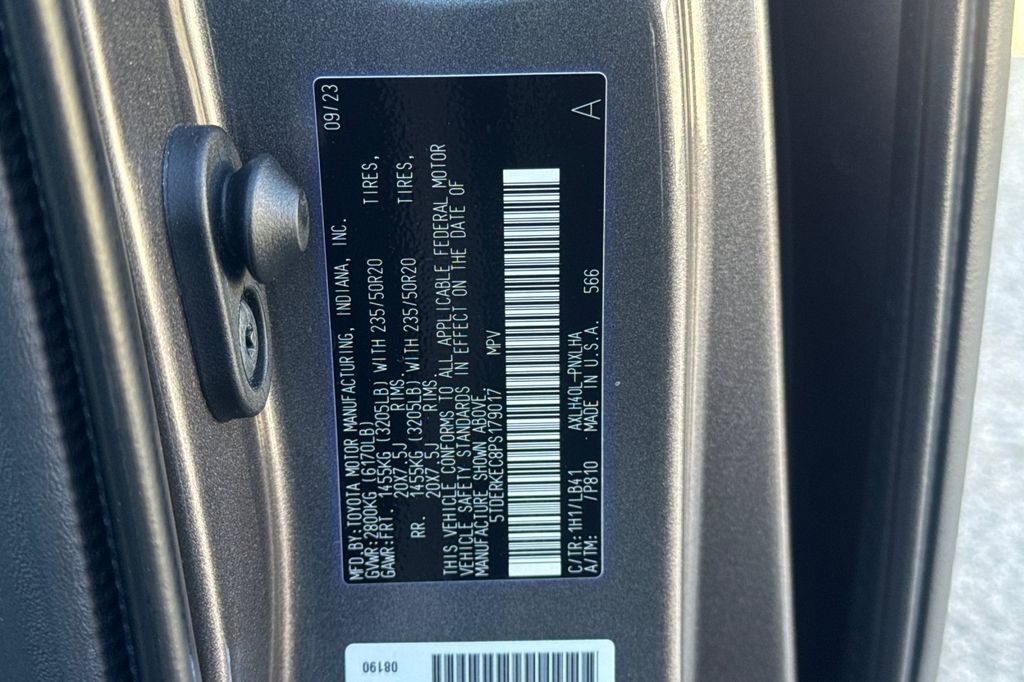 MFD BY:TOYOTA MOTOR MANUFACTURING, INDIANA, INC. 09/23
GVWR:2800KG (6170LB)
GAWR:FRT. 1455KG (3205LB) WITH 235/50R20 TIRES,
20X7.5J RIMS.
RR. 1455KG (3205LB) WITH 235/50R20 TIRES,
20X7.5J RIMS
THIS VEHICLE CONFORMS TO ALL APPLICABLE FEDERAL MOTOR
VEHICLE SAFETY STANDARDS IN EFFECT ON THE DATE OF
MANUFACTURE SHOWN ABOVE.
5TDERKEC8PS179017 MPV
C/TR:1H1/LB41 AXLH40L-PNXLHA A
A/TM: /P810 MADE IN U.S.A. 566
08190